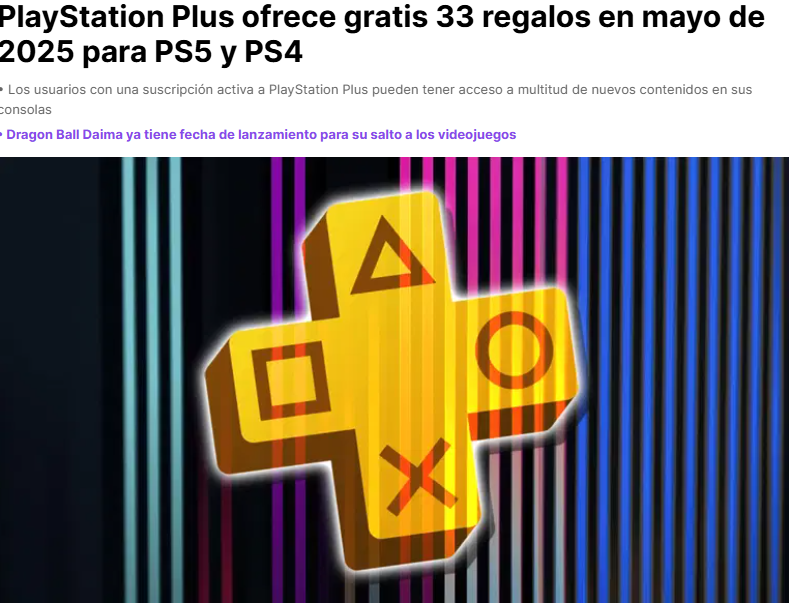 PlayStation Plus ofrece gratis 33 regalos en mayo de
2025 para PS5 y PS4
• Los usuarios con una suscripción activa a PlayStation Plus pueden tener acceso a multitud de nuevos contenidos en sus
consolas
• Dragon Ball Daima ya tiene fecha de lanzamiento para su salto a los videojuegos